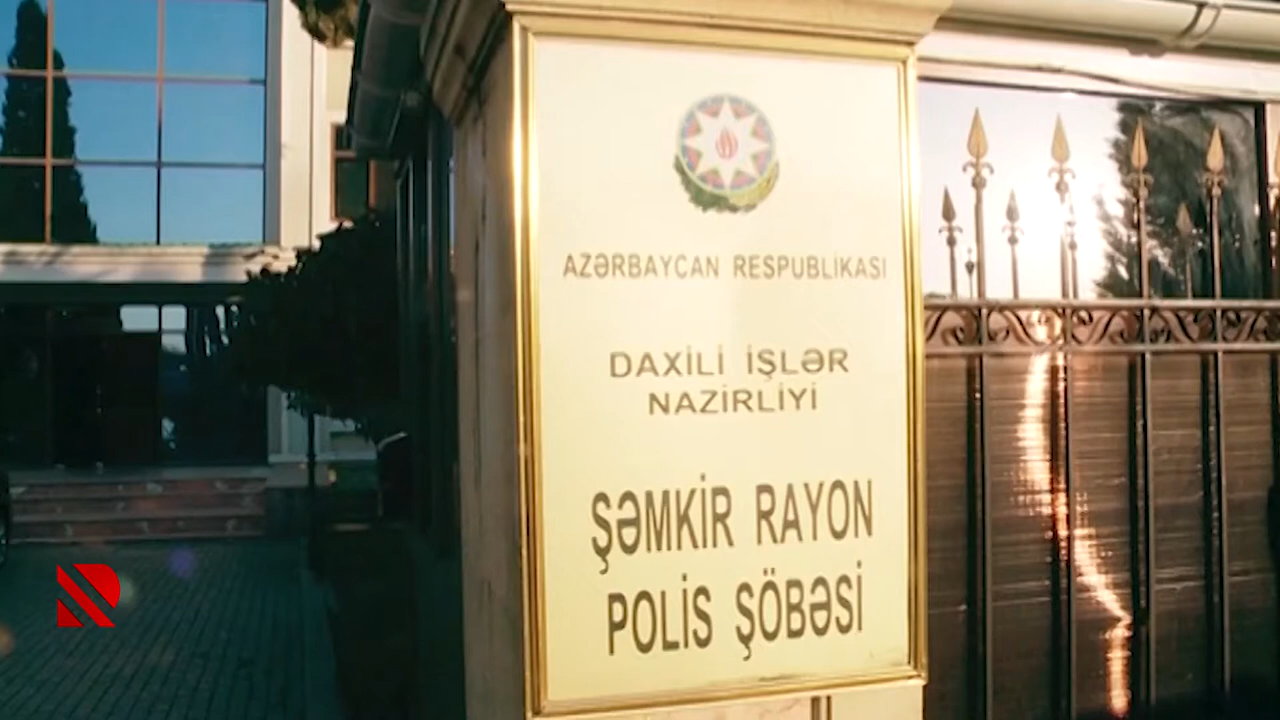 AZƏRBAYCAN RESPUBLİKASI
DAXİLİ İŞLƏR
NAZİRLİYİ
ŞƏMKİR RAYON
POLİS ŞÖBƏSİ